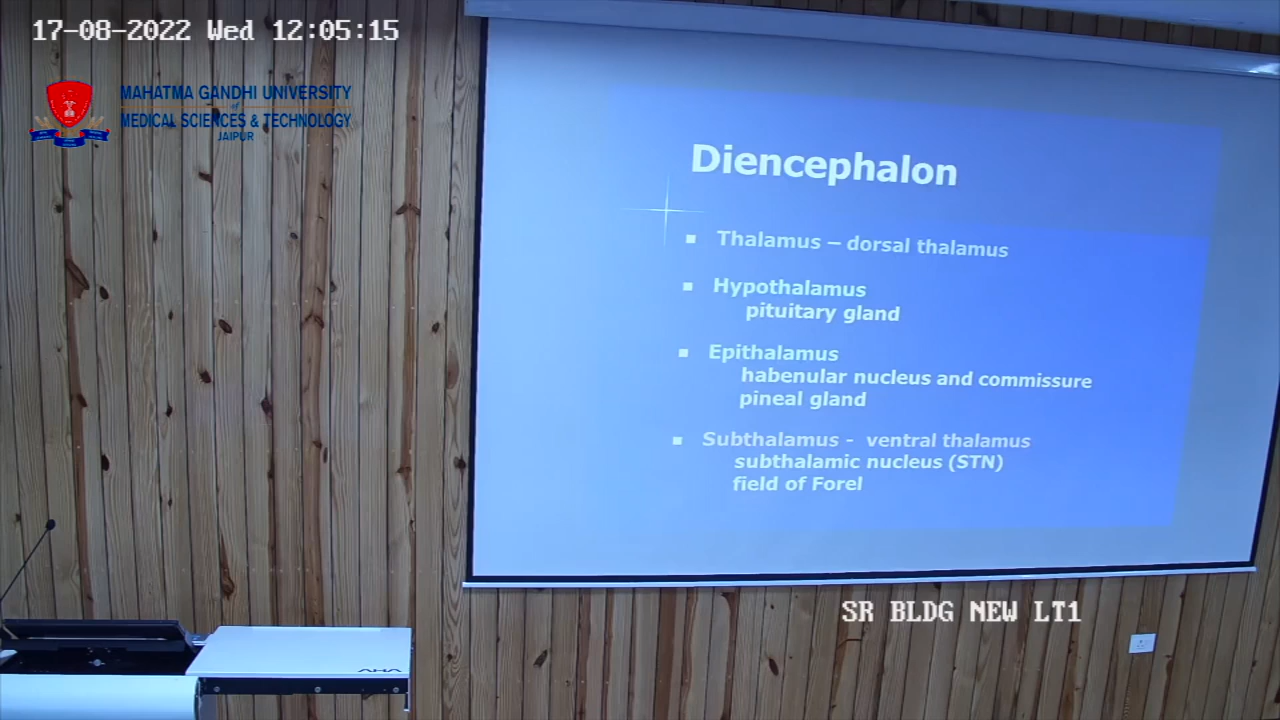 17-08-2022 Wed 12:05:15
MAHATMA GANDHI UNIVERSITY
of
MEDICAL SCIENCES & TECHNOLOGY
JAIPUR
Diencephalon
Thalamus – dorsal thalamus
Hypothalamus
pituitary gland
Epithalamus
habenular nucleus and commissure
pineal gland
Subthalamus - ventral thalamus
subthalamic nucleus (STN)
field of Forel
SR BLDG NEW LT1
AHA